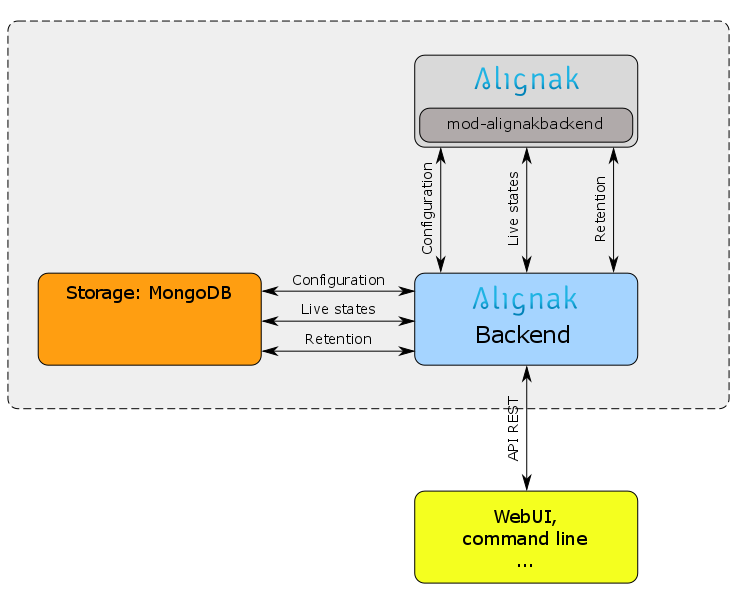 Alignak
mod-alignakbackend
Configuration
Live states
Retention
Storage: MongoDB
Configuration
Live states
Retention
Alignak
Backend
API REST
WebUI,
command line
...